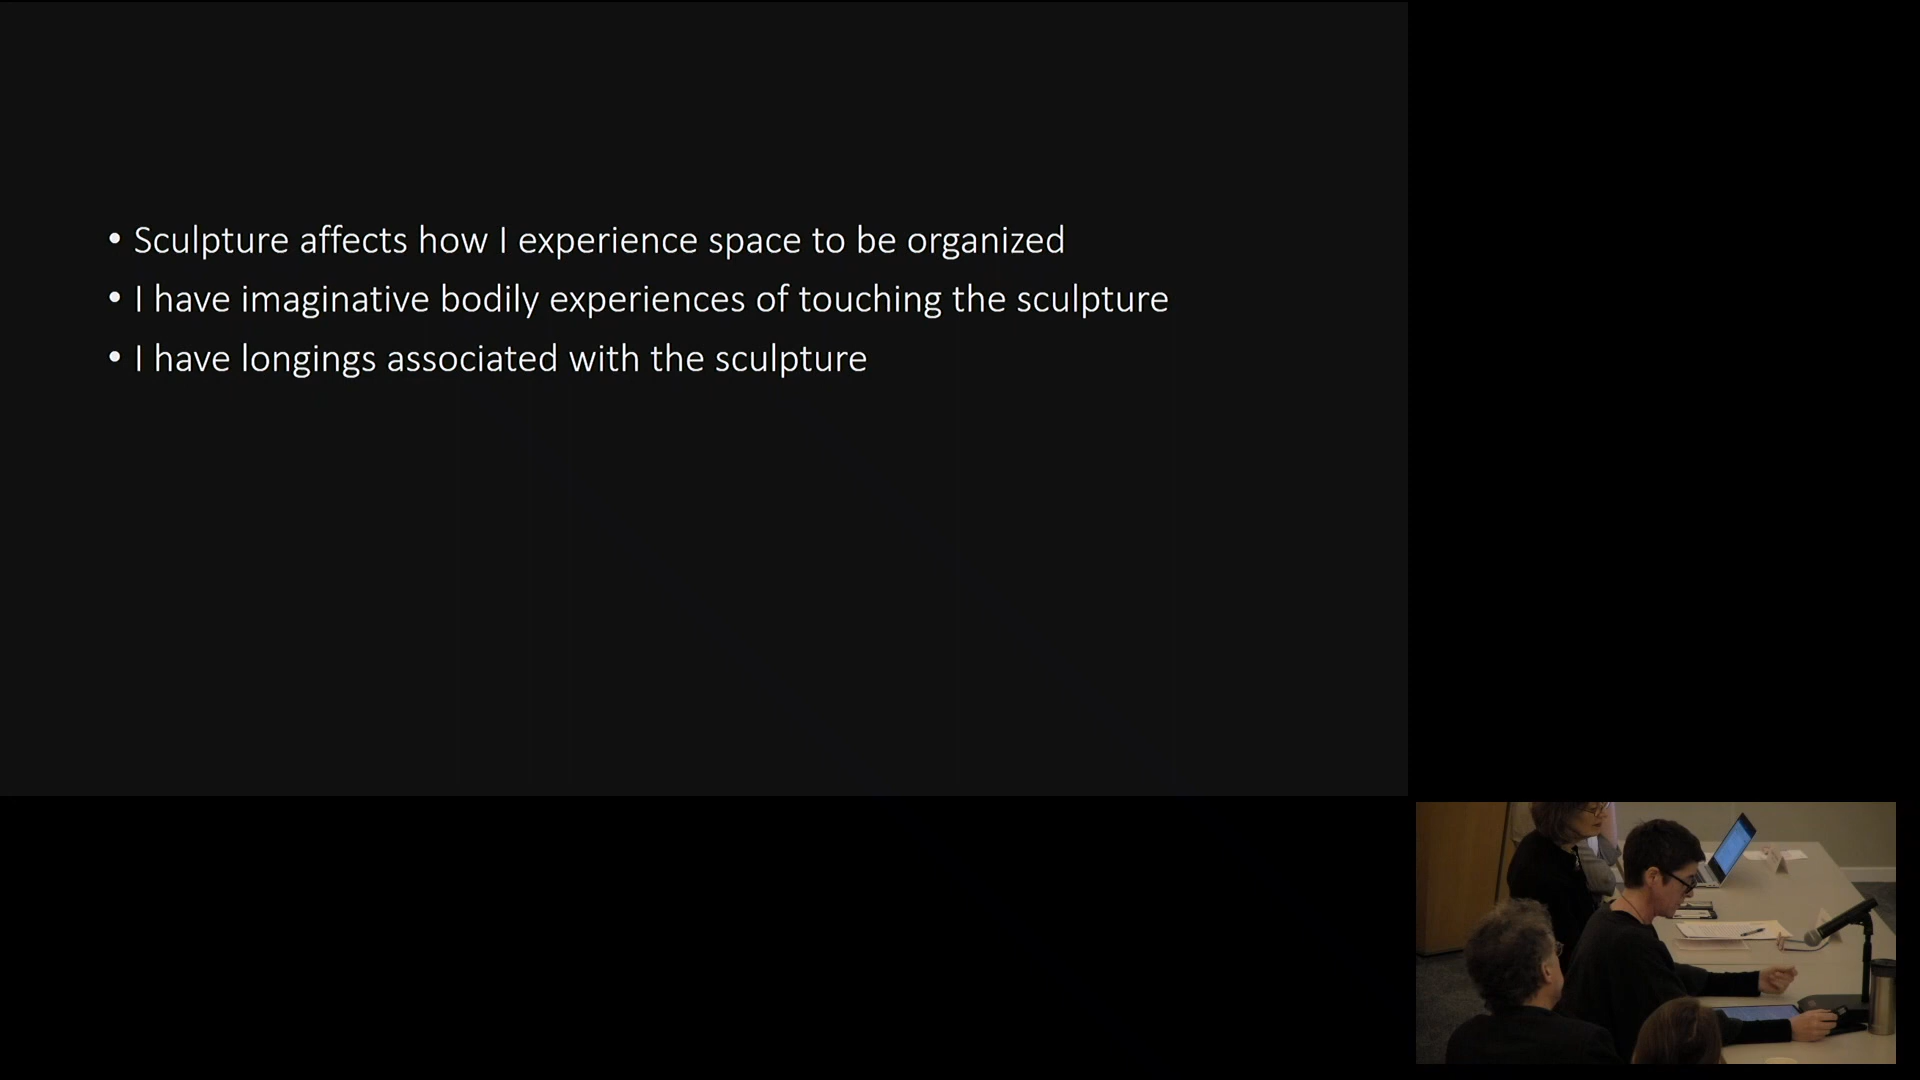 • Sculpture affects how I experience space to be organized
• I have imaginative bodily experiences of touching the sculpture
• I have longings associated with the sculpture